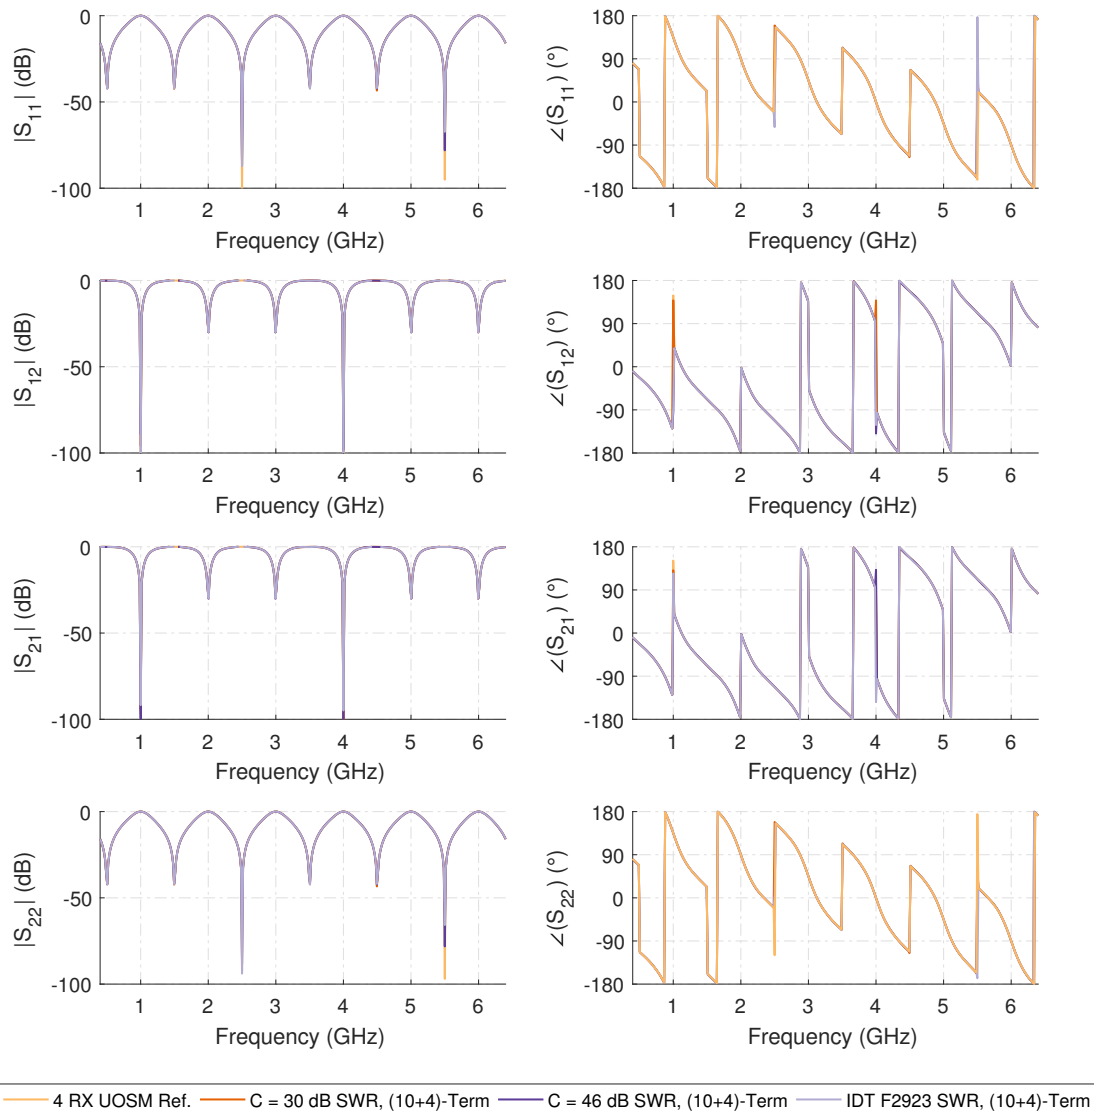 0
-50
-100
|S11| (dB)
1 2 3 4 5 6
Frequency (GHz)
180
90
0
-90
-180
∠(S11) (°)
1 2 3 4 5 6
Frequency (GHz)
0
-50
-100
|S12| (dB)
1 2 3 4 5 6
Frequency (GHz)
180
90
0
-90
-180
∠(S12) (°)
1 2 3 4 5 6
Frequency (GHz)
0
-50
-100
|S21| (dB)
1 2 3 4 5 6
Frequency (GHz)
180
90
0
-90
-180
∠(S21) (°)
1 2 3 4 5 6
Frequency (GHz)
0
-50
-100
|S22| (dB)
1 2 3 4 5 6
Frequency (GHz)
180
90
0
-90
-180
∠(S22) (°)
1 2 3 4 5 6
Frequency (GHz)
4 RX UOSM Ref. C = 30 dB SWR, (10+4)-Term C = 46 dB SWR, (10+4)-Term IDT F2923 SWR, (10+4)-Term